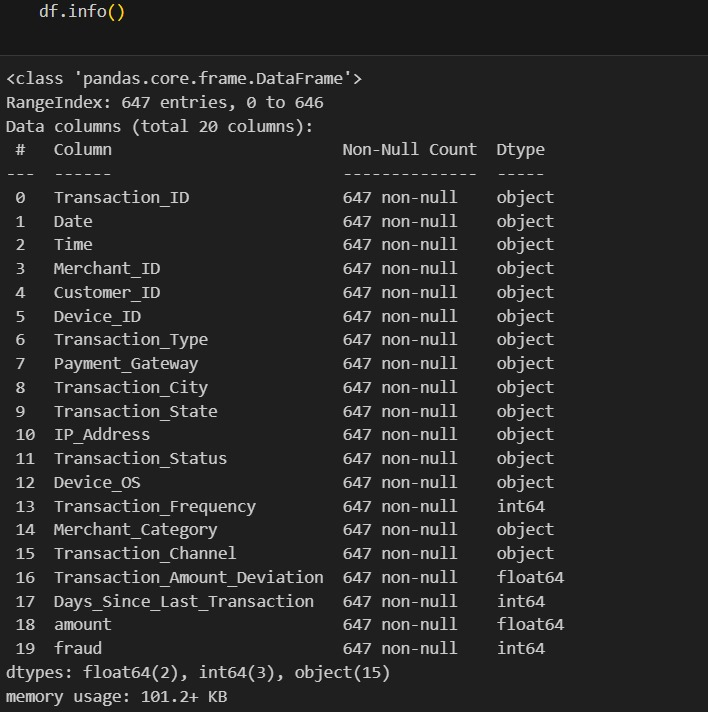 df.info()
<class 'pandas.core.frame.DataFrame'>
RangeIndex: 647 entries, 0 to 646
Data columns (total 20 columns):
 #   Column                        Non-Null Count  Dtype
---  ------                        --------------  -----
 0   Transaction_ID                647 non-null    object
 1   Date                          647 non-null    object
 2   Time                          647 non-null    object
 3   Merchant_ID                   647 non-null    object
 4   Customer_ID                   647 non-null    object
 5   Device_ID                     647 non-null    object
 6   Transaction_Type              647 non-null    object
 7   Payment_Gateway               647 non-null    object
 8   Transaction_City              647 non-null    object
 9   Transaction_State             647 non-null    object
 10  IP_Address                    647 non-null    object
 11  Transaction_Status            647 non-null    object
 12  Device_OS                     647 non-null    object
 13  Transaction_Frequency         647 non-null    int64
 14  Merchant_Category             647 non-null    object
 15  Transaction_Channel           647 non-null    object
 16  Transaction_Amount_Deviation  647 non-null    float64
 17  Days_Since_Last_Transaction   647 non-null    int64
 18  amount                        647 non-null    float64
 19  fraud                         647 non-null    int64
dtypes: float64(2), int64(3), object(15)
memory usage: 101.2+ KB